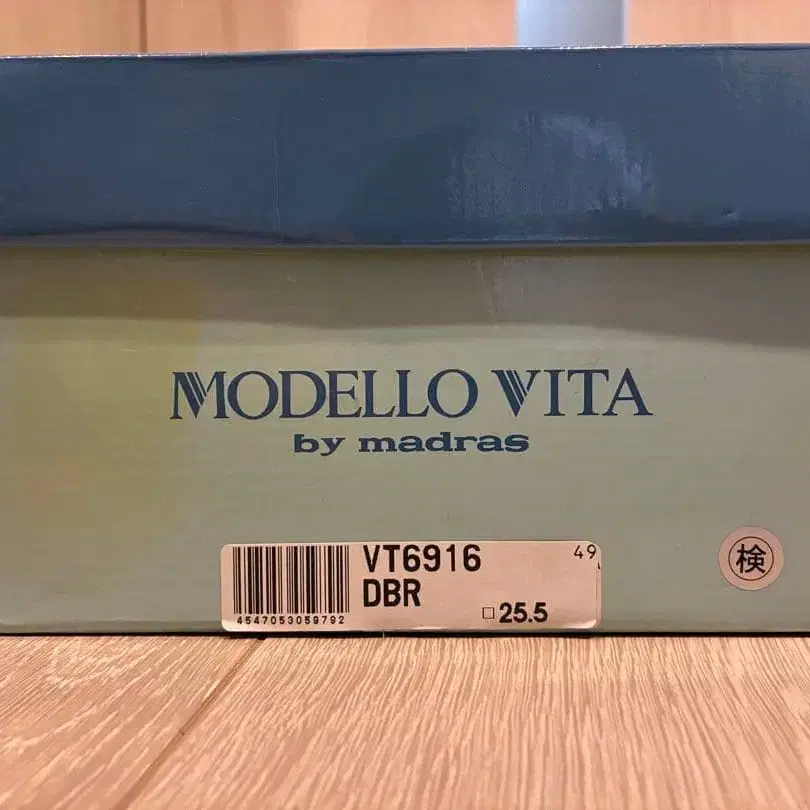 MODELLO VITA
by madras
VT6916
49
DBR
□25.5
4547053059792
検